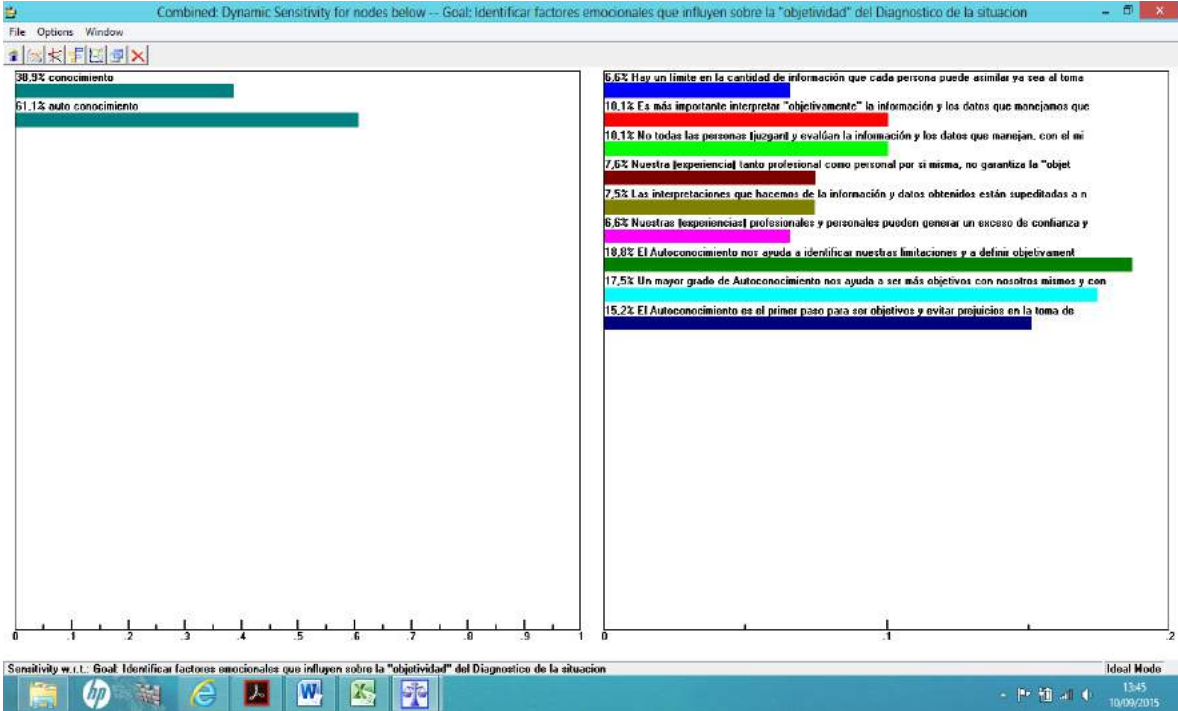 Combined: Dynamic Sensitivity for nodes below -- Goal: Identificar factores emocionales que influyen sobre la "objetividad" del Diagnostico de la situacion
File Options Window
38,9% conocimiento
61,1% auto conocimiento
6,6% Hay un límite en la cantidad de información que cada persona puede asimilar ya sea al toma
10,1% Es más importante interpretar "objetivamente" la información y los datos que manejamos que
10,1% No todas las personas [juzgan] y evalúan la información y los datos que manejan, con el mi
7,6% Nuestra [experiencia] tanto profesional como personal por si misma, no garantiza la "objet
7,5% Las interpretaciones que hacemos de la información y datos obtenidos están supeditadas a n
6,6% Nuestras [experiencias] profesionales y personales pueden generar un exceso de confianza y
18,8% El Autoconocimiento nos ayuda a identificar nuestras limitaciones y a definir objetivament
17,5% Un mayor grado de Autoconocimiento nos ayuda a ser más objetivos con nosotros mismos y con
15,2% El Autoconocimiento es el primer paso para ser objetivos y evitar prejuicios en la toma de
0 .1 .2 .3 .4 .5 .6 .7 .8 .9 1
0 .1 .2
Sensitivity w.r.t.: Goal: Identificar factores emocionales que influyen sobre la "objetividad" del Diagnostico de la situacion
Ideal Mode
hp
13:45
10/09/2015